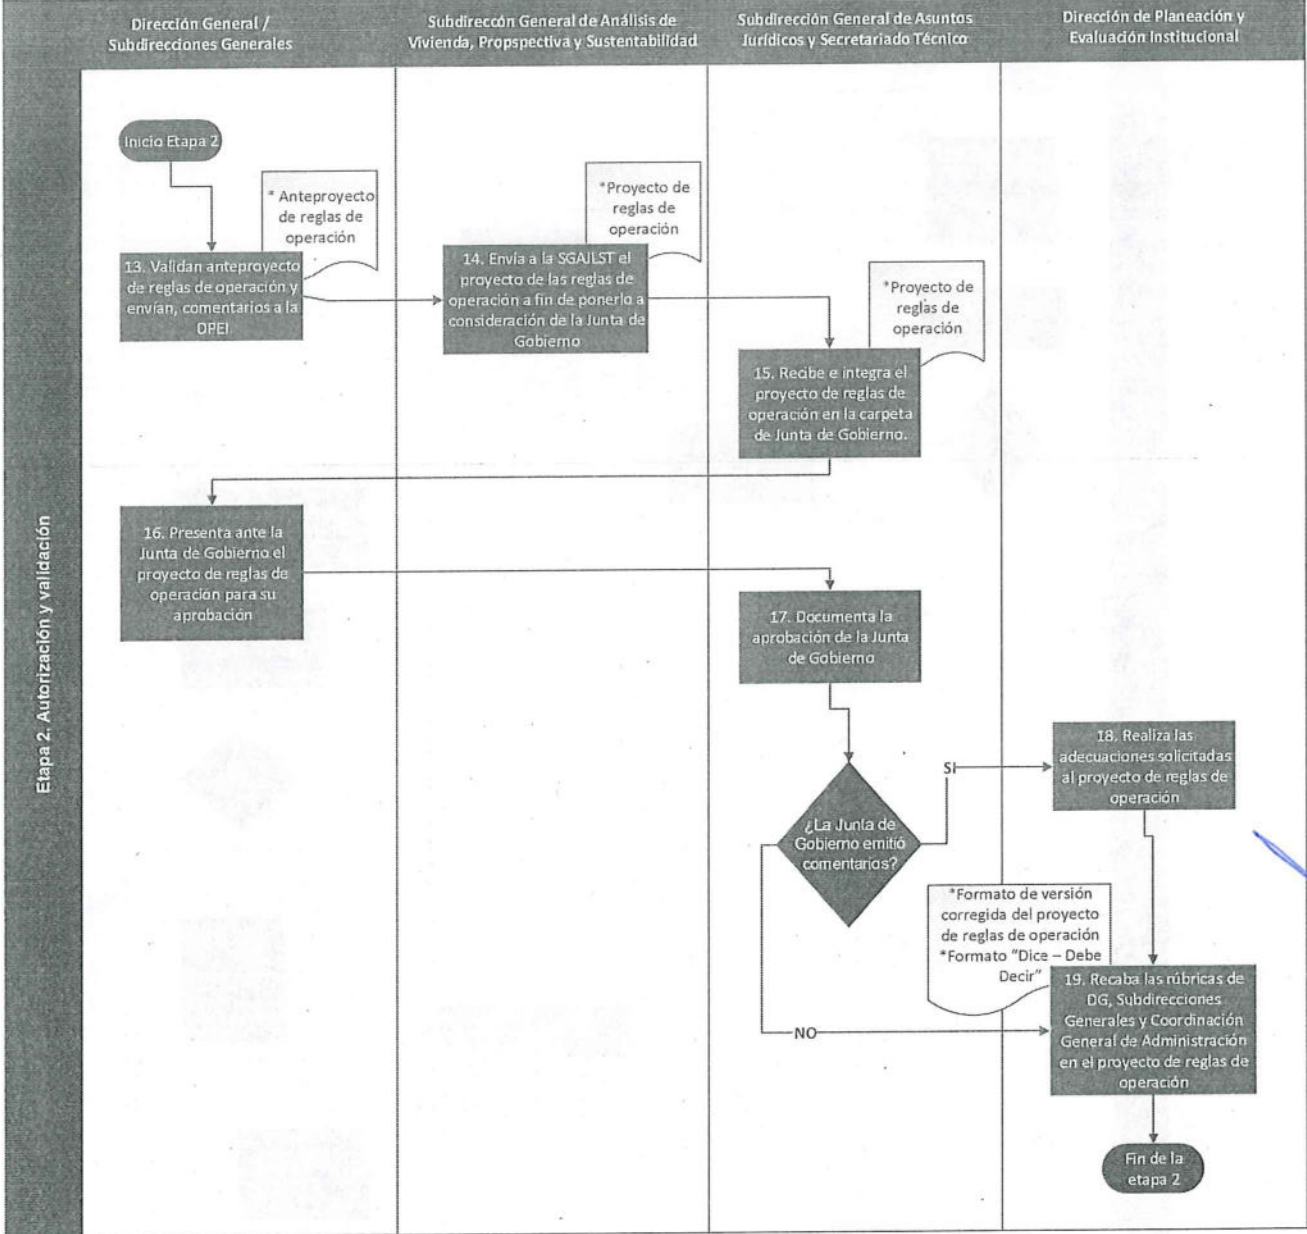 Dirección General /
Subdirecciones Generales
Subdireccón General de Análisis de
Vivienda, Propspectiva y Sustentabilidad
Subdirección General de Asuntos
Jurídicos y Secretariado Técnico
Dirección de Planeación y
Evaluación Institucional
Etapa 2. Autorización y validación
Inicio Etapa 2
* Anteproyecto
de reglas de
operación
13. Validan anteproyecto
de reglas de operación y
envían, comentarios a la
DPEI
*Proyecto de
reglas de
operación
14. Envía a la SGAJLST el
proyecto de las reglas de
operación a fin de ponerlo a
consideración de la Junta de
Gobierno
*Proyecto de
reglas de
operación
15. Recibe e integra el
proyecto de reglas de
operación en la carpeta
de Junta de Gobierno.
16. Presenta ante la
Junta de Gobierno el
proyecto de reglas de
operación para su
aprobación
17. Documenta la
aprobación de la Junta
de Gobierno
¿La Junta de
Gobierno emitió
comentarios?
SI
18. Realiza las
adecuaciones solicitadas
al proyecto de reglas de
operación
*Formato de versión
corregida del proyecto
de reglas de operación
*Formato "Dice – Debe
Decir"
NO
19. Recaba las rúbricas de
DG, Subdirecciones
Generales y Coordinación
General de Administración
en el proyecto de reglas de
operación
Fin de la
etapa 2